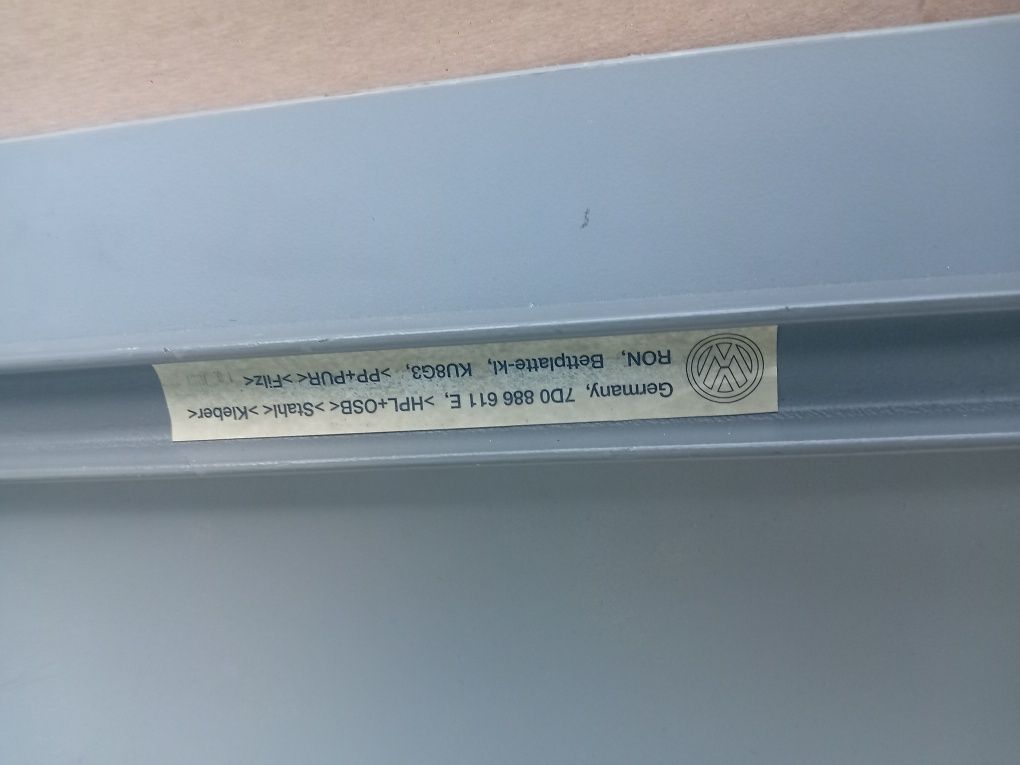 Germany, 7D0 886 611 E, >HPL+OSB< >Stahl< >Kleber<
RON, Bettplatte-kl, KU8G3, >PP+PUR< >Filz<